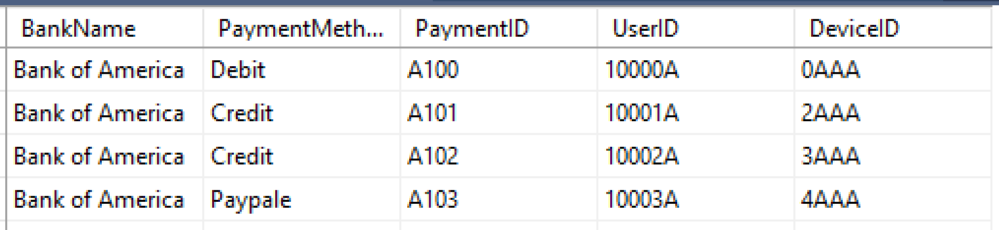 BankName PaymentMeth... PaymentID UserID DeviceID
Bank of America Debit A100 10000A 0AAA
Bank of America Credit A101 10001A 2AAA
Bank of America Credit A102 10002A 3AAA
Bank of America Paypale A103 10003A 4AAA